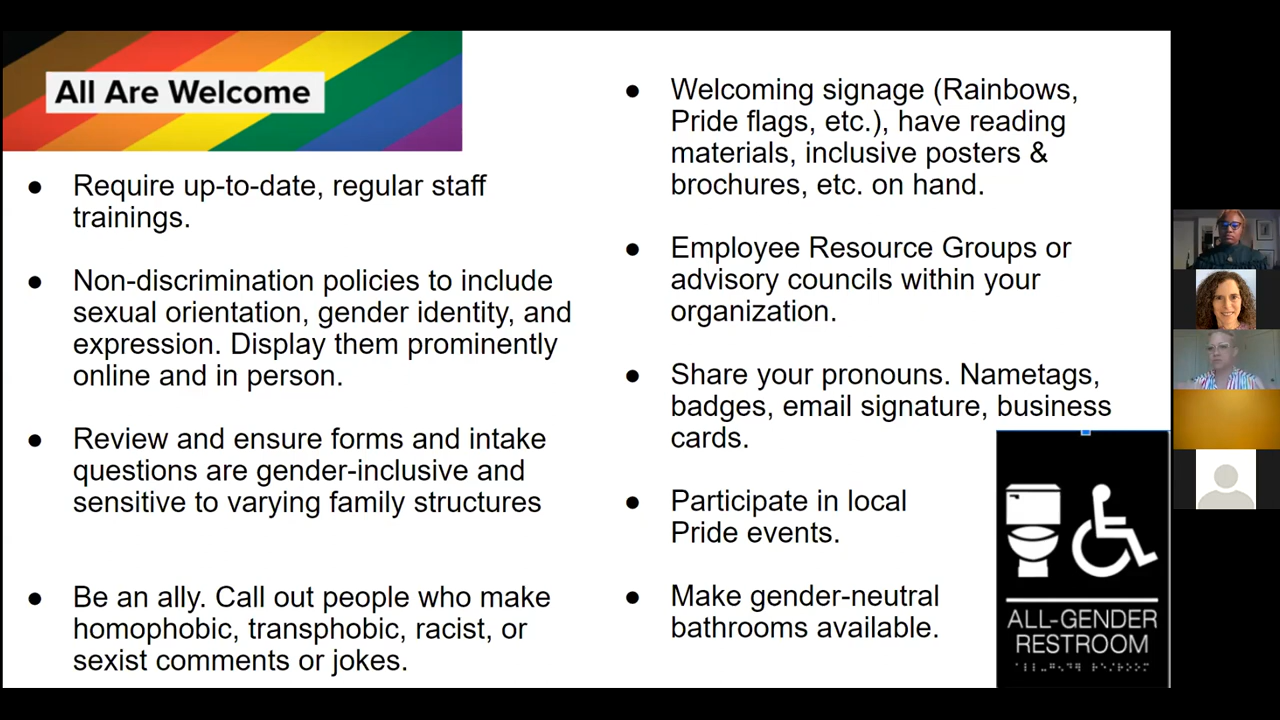 All Are Welcome
● Require up-to-date, regular staff
trainings.
● Non-discrimination policies to include
sexual orientation, gender identity, and
expression. Display them prominently
online and in person.
● Review and ensure forms and intake
questions are gender-inclusive and
sensitive to varying family structures
● Be an ally. Call out people who make
homophobic, transphobic, racist, or
sexist comments or jokes.
● Welcoming signage (Rainbows,
Pride flags, etc.), have reading
materials, inclusive posters &
brochures, etc. on hand.
● Employee Resource Groups or
advisory councils within your
organization.
● Share your pronouns. Nametags,
badges, email signature, business
cards.
● Participate in local
Pride events.
● Make gender-neutral
bathrooms available.
ALL-GENDER
RESTROOM